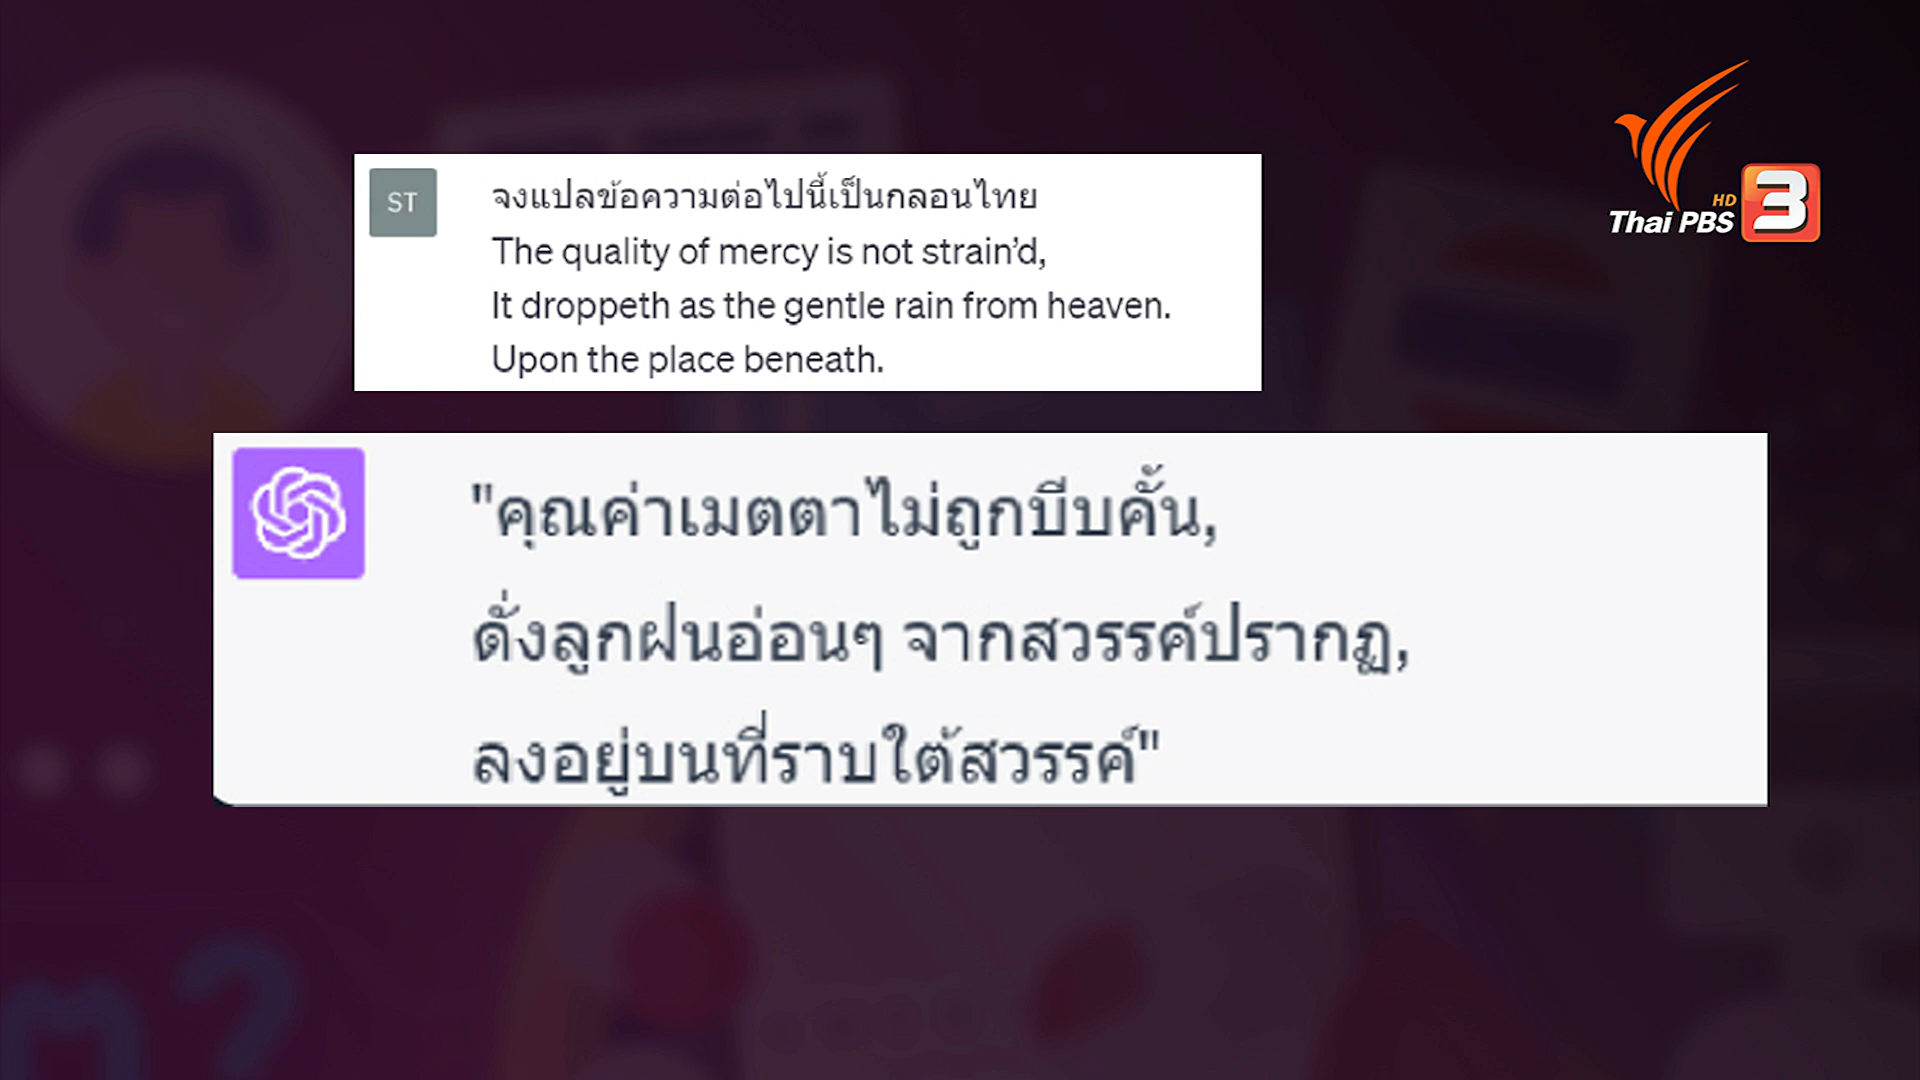 HD
Thai PBS 3
ST
จงแปลข้อความต่อไปนี้เป็นกลอนไทย
The quality of mercy is not strain’d,
It droppeth as the gentle rain from heaven.
Upon the place beneath.
"คุณค่าเมตตาไม่ถูกบีบคั้น,
ดั่งลูกฝนอ่อนๆ จากสวรรค์ปรากฏ,
ลงอยู่บนที่ราบใต้สวรรค์"